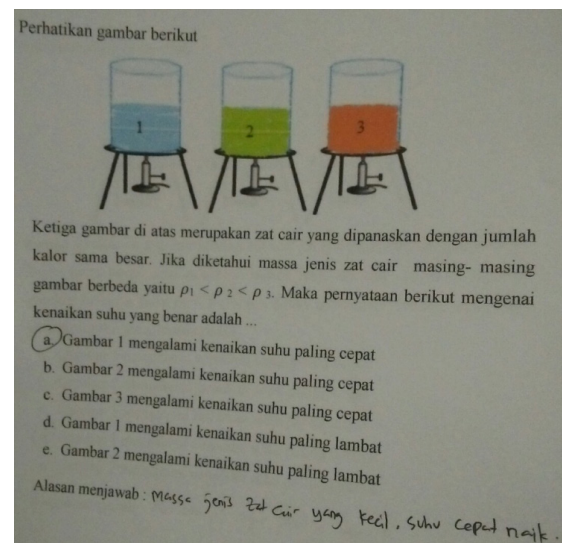 Perhatikan gambar berikut
1 2 3
Ketiga gambar di atas merupakan zat cair yang dipanaskan dengan jumlah
kalor sama besar. Jika diketahui massa jenis zat cair masing- masing
gambar berbeda yaitu ρ1 < ρ 2 < ρ 3. Maka pernyataan berikut mengenai
kenaikan suhu yang benar adalah ...
a. Gambar 1 mengalami kenaikan suhu paling cepat
b. Gambar 2 mengalami kenaikan suhu paling cepat
c. Gambar 3 mengalami kenaikan suhu paling cepat
d. Gambar 1 mengalami kenaikan suhu paling lambat
e. Gambar 2 mengalami kenaikan suhu paling lambat
Alasan menjawab : Massa jenis zat cair yang kecil, suhu cepat naik.